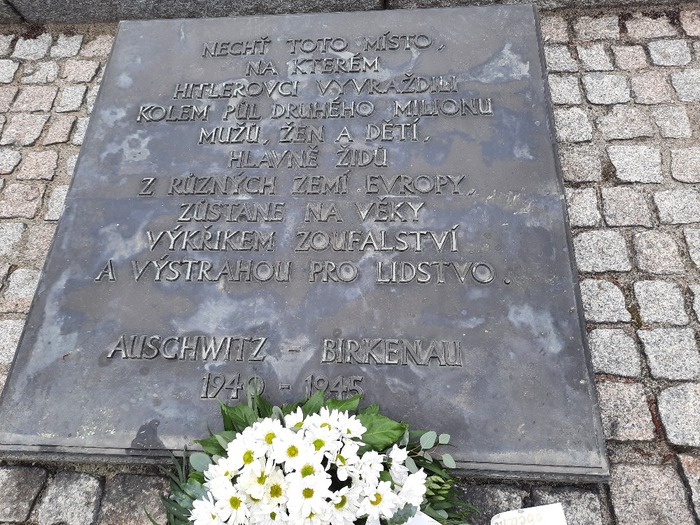 NECHŤ TOTO MÍSTO,
NA KTERÉM
HITLEROVCI VYVRAŽDILI
KOLEM PŮL DRUHÉHO MILIONU
MUŽŮ, ŽEN A DĚTÍ,
HLAVNĚ ŽIDŮ
Z RŮZNÝCH ZEMÍ EVROPY,
ZŮSTANE NA VĚKY
VÝKŘIKEM ZOUFALSTVÍ
A VÝSTRAHOU PRO LIDSTVO.
AUSCHWITZ - BIRKENAU
1940 - 1945